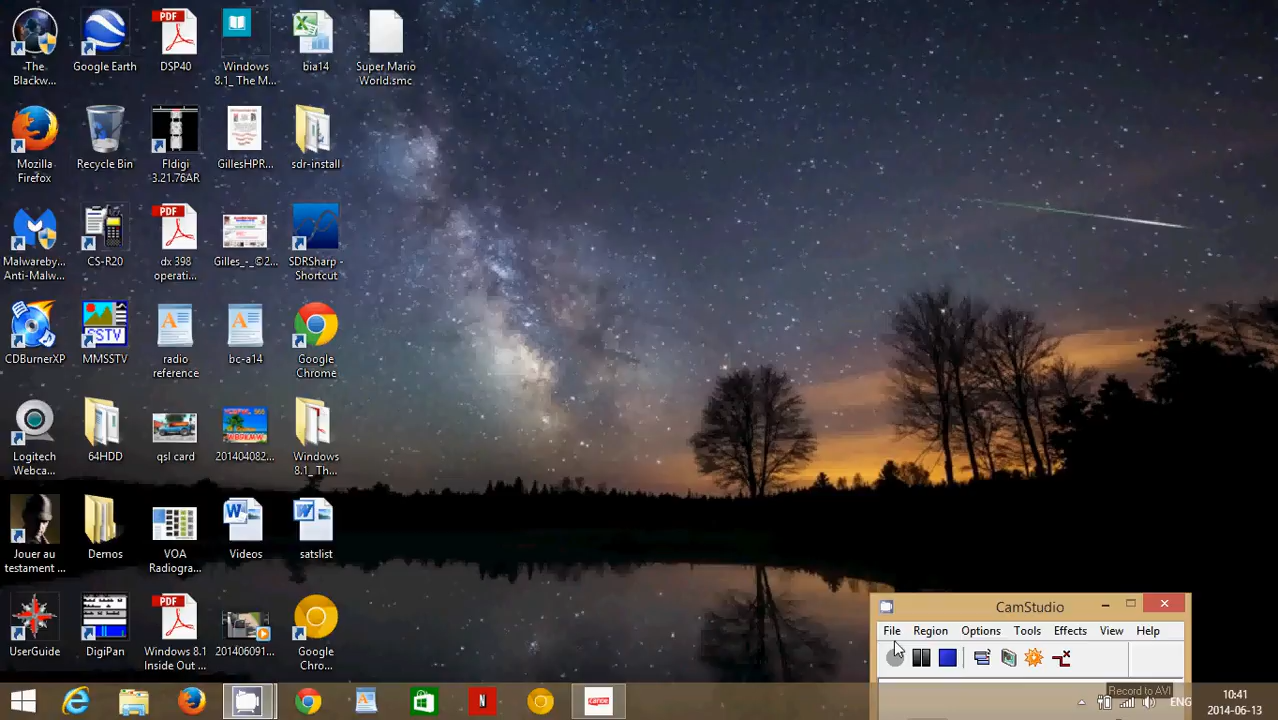 The
Blackw...
Google Earth
DSP40
Windows
8.1_ The M...
bia14
Super Mario
World.smc
Mozilla
Firefox
Recycle Bin
Fldigi
3.21.76AR
GillesHPR...
sdr-install
Malwareby...
Anti-Malw...
CS-R20
dx 398
operati...
Gilles_-_©2...
SDRSharp -
Shortcut
CDBurnerXP
MMSSTV
radio
reference
bc-a14
Google
Chrome
Logitech
Webca...
64HDD
qsl card
201404082...
Windows
8.1_ Th...
Jouer au
testament ...
Demos
VOA
Radiogra...
Videos
satslist
UserGuide
DigiPan
Windows 8.1
Inside Out ...
201406091...
Google
Chro...
CamStudio
File Region Options Tools Effects View Help
Record to AVI
ENG
10:41
2014-06-13